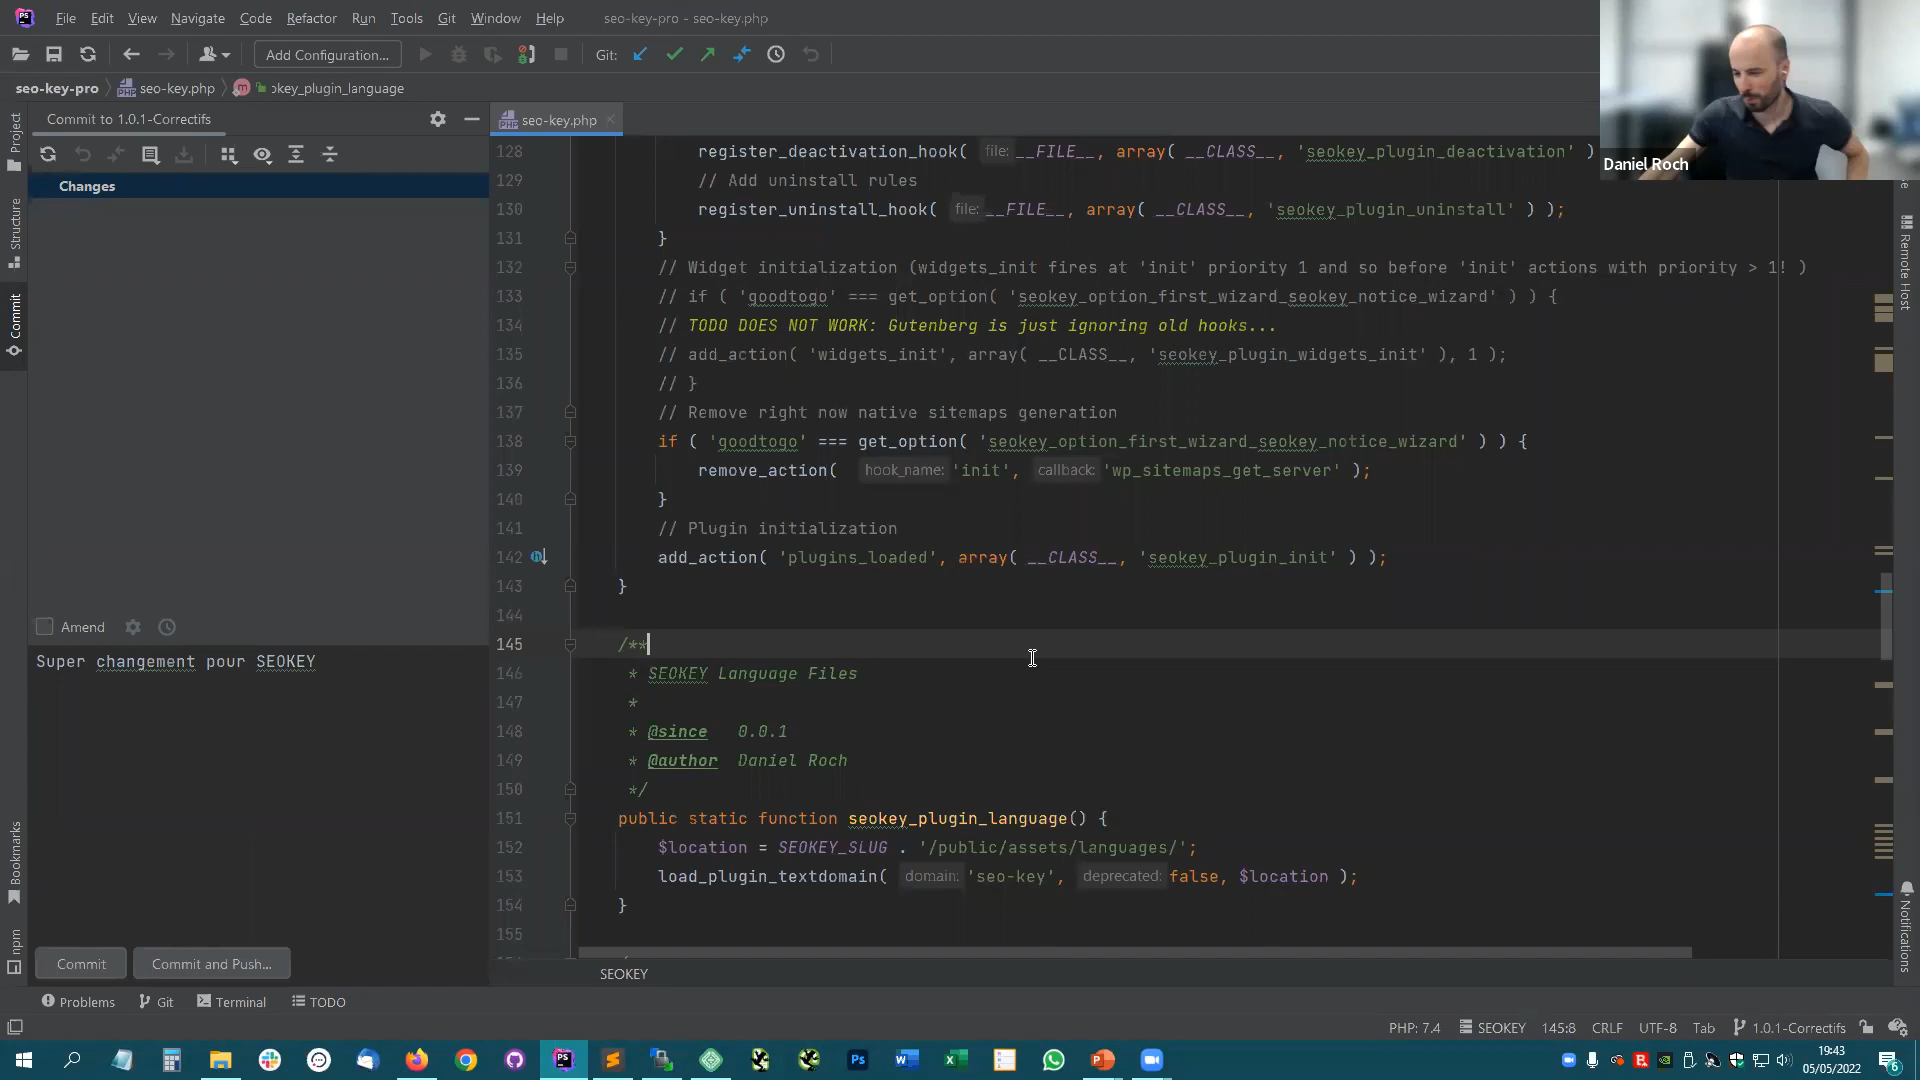 PS File Edit View Navigate Code Refactor Run Tools Git Window Help seo-key-pro - seo-key.php
Add Configuration... Git:
seo-key-pro seo-key.php m okey_plugin_language
Commit to 1.0.1-Correctifs
seo-key.php
Changes
Amend
Super changement pour SEOKEY
Commit Commit and Push...
Project
Structure
Commit
Bookmarks
npm
128 register_deactivation_hook( file: __FILE__, array( __CLASS__, 'seokey_plugin_deactivation' )
129 // Add uninstall rules
130 register_uninstall_hook( file: __FILE__, array( __CLASS__, 'seokey_plugin_uninstall' ) );
131 }
132 // Widget initialization (widgets_init fires at 'init' priority 1 and so before 'init' actions with priority > 1! )
133 // if ( 'goodtogo' === get_option( 'seokey_option_first_wizard_seokey_notice_wizard' ) ) {
134 // TODO DOES NOT WORK: Gutenberg is just ignoring old hooks...
135 // add_action( 'widgets_init', array( __CLASS__, 'seokey_plugin_widgets_init' ), 1 );
136 // }
137 // Remove right now native sitemaps generation
138 if ( 'goodtogo' === get_option( 'seokey_option_first_wizard_seokey_notice_wizard' ) ) {
139 remove_action( hook_name: 'init', callback: 'wp_sitemaps_get_server' );
140 }
141 // Plugin initialization
142 add_action( 'plugins_loaded', array( __CLASS__, 'seokey_plugin_init' ) );
143 }
144
145 /**
146 * SEOKEY Language Files
147 *
148 * @since 0.0.1
149 * @author Daniel Roch
150 */
151 public static function seokey_plugin_language() {
152 $location = SEOKEY_SLUG . '/public/assets/languages/';
153 load_plugin_textdomain( domain: 'seo-key', deprecated: false, $location );
154 }
155
SEOKEY
Daniel Roch
Remote Host
Notifications
Problems Git Terminal TODO
PHP: 7.4 SEOKEY 145:8 CRLF UTF-8 Tab 1.0.1-Correctifs
19:43
05/05/2022
6